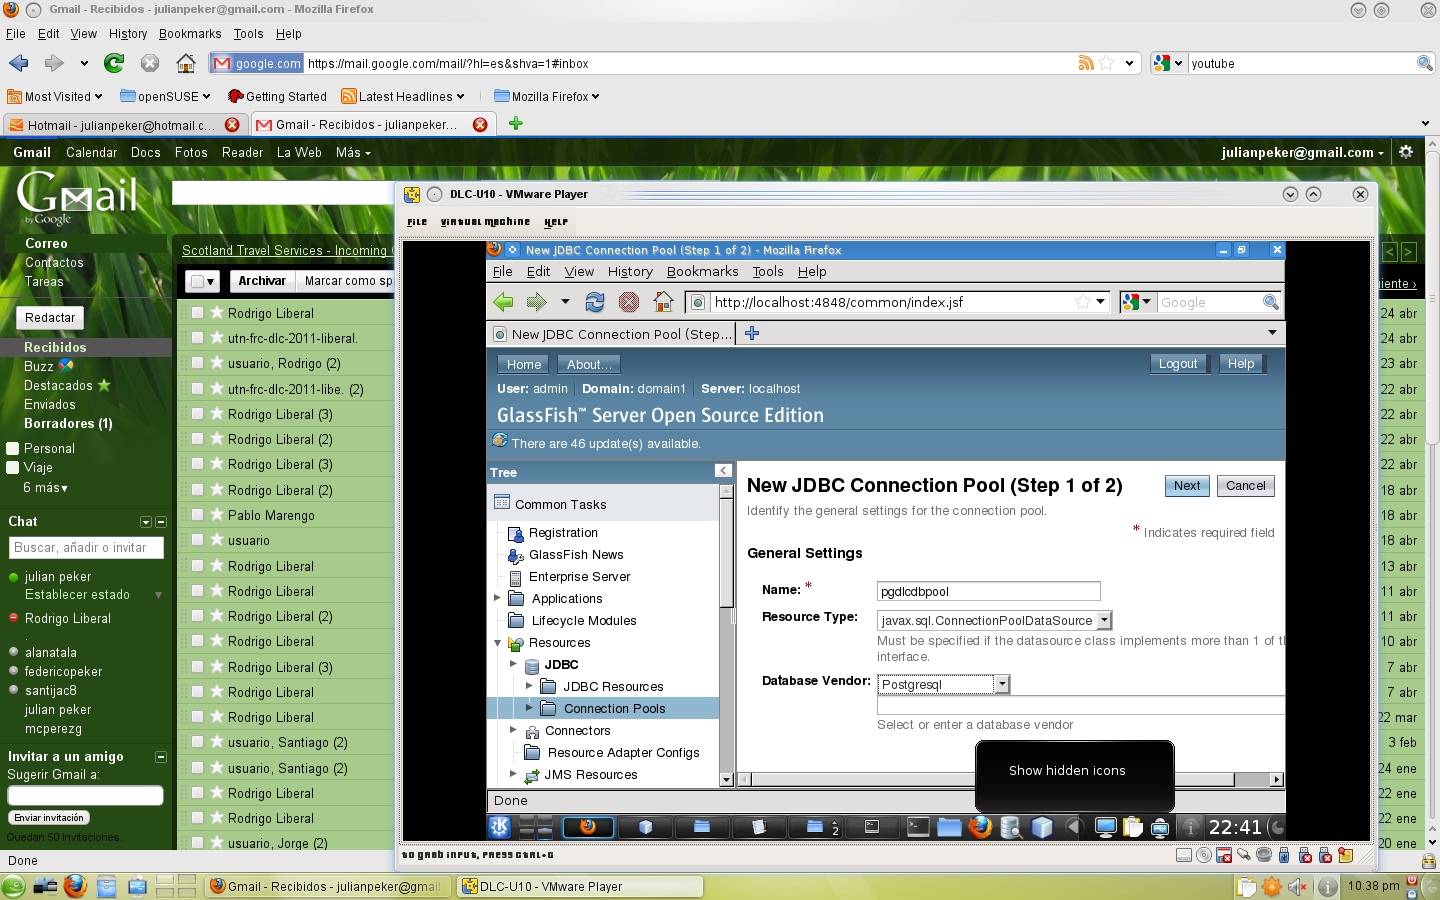 Gmail - Recibidos - julianpeker@gmail.com - Mozilla Firefox
File Edit View History Bookmarks Tools Help
google.com https://mail.google.com/mail/?hl=es&shva=1#inbox youtube
Most Visited openSUSE Getting Started Latest Headlines Mozilla Firefox
Hotmail - julianpeker@hotmail.c... Gmail - Recibidos - julianpeker...
Gmail Calendar Docs Fotos Reader La Web Más julianpeker@gmail.com
Gmail
by Google
Correo
Contactos
Tareas
Redactar
Recibidos
Buzz
Destacados
Enviados
Borradores (1)
Personal
Viaje
6 más
Chat
Buscar, añadir o invitar
julian peker
Establecer estado
Rodrigo Liberal
.
alanatala
federicopeker
santijac8
julian peker
mcperezg
Invitar a un amigo
Sugerir Gmail a:
Enviar invitación
Quedan 50 invitaciones.
Scotland Travel Services - Incoming
Archivar Marcar como sp
Rodrigo Liberal
utn-frc-dlc-2011-liberal.
usuario, Rodrigo (2)
utn-frc-dlc-2011-libe. (2)
Rodrigo Liberal (3)
Rodrigo Liberal (2)
Rodrigo Liberal (3)
Rodrigo Liberal (2)
Pablo Marengo
usuario
Rodrigo Liberal
Rodrigo Liberal
Rodrigo Liberal (2)
Rodrigo Liberal
Rodrigo Liberal (3)
Rodrigo Liberal
Rodrigo Liberal
usuario, Santiago (2)
usuario, Santiago (2)
Rodrigo Liberal
Rodrigo Liberal
usuario, Jorge (2)
DLC-U10 - VMware Player
File Virtual Machine Help
New JDBC Connection Pool (Step 1 of 2) - Mozilla Firefox
File Edit View History Bookmarks Tools Help
http://localhost:4848/common/index.jsf Google
New JDBC Connection Pool (Step...
Home About... Logout Help
User: admin Domain: domain1 Server: localhost
GlassFish™ Server Open Source Edition
There are 46 update(s) available.
Tree
Common Tasks
Registration
GlassFish News
Enterprise Server
Applications
Lifecycle Modules
Resources
JDBC
JDBC Resources
Connection Pools
Connectors
Resource Adapter Configs
JMS Resources
New JDBC Connection Pool (Step 1 of 2) Next Cancel
Identify the general settings for the connection pool.
* Indicates required field
General Settings
Name: * pgdlcdbpool
Resource Type: javax.sql.ConnectionPoolDataSource
Must be specified if the datasource class implements more than 1 of th
interface.
Database Vendor: Postgresql
Select or enter a database vendor
Show hidden icons
Done
2 22:41
To grab input, press Ctrl+G
iente ›
24 abr
24 abr
23 abr
22 abr
22 abr
22 abr
22 abr
18 abr
18 abr
18 abr
13 abr
11 abr
11 abr
10 abr
7 abr
7 abr
22 mar
3 feb
24 ene
22 ene
22 ene
20 ene
Done
Gmail - Recibidos - julianpeker@gmail DLC-U10 - VMware Player 10:38 pm